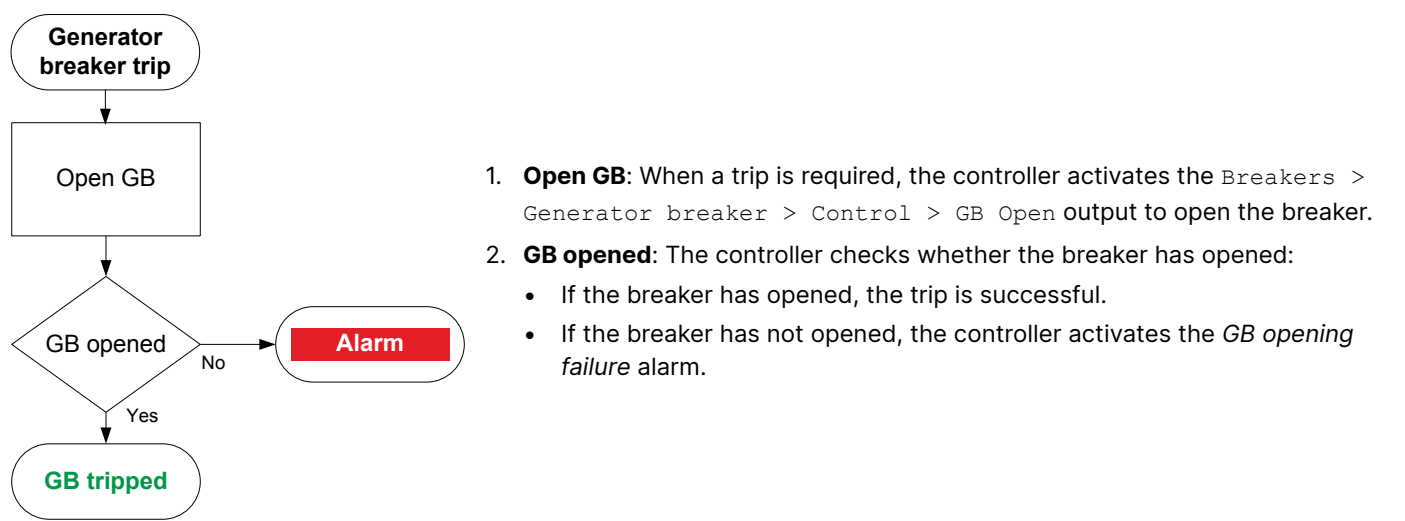 Generator
breaker trip
Open GB
GB opened
No
Alarm
Yes
GB tripped
1. Open GB: When a trip is required, the controller activates the Breakers >
Generator breaker > Control > GB Open output to open the breaker.
2. GB opened: The controller checks whether the breaker has opened:
• If the breaker has opened, the trip is successful.
• If the breaker has not opened, the controller activates the GB opening
failure alarm.